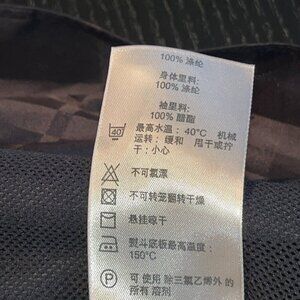 100% 涤纶
身体里料:
100% 涤纶
袖里料:
100% 醋酯
40
最高水温：40°C 机械
运转：缓和 甩干或拧
干：小心
不可氯漂
不可转笼翻转干燥
悬挂晾干
熨斗底板最高温度：
150°C
P
可 使用 除三氯乙烯外 的
所有 溶剂